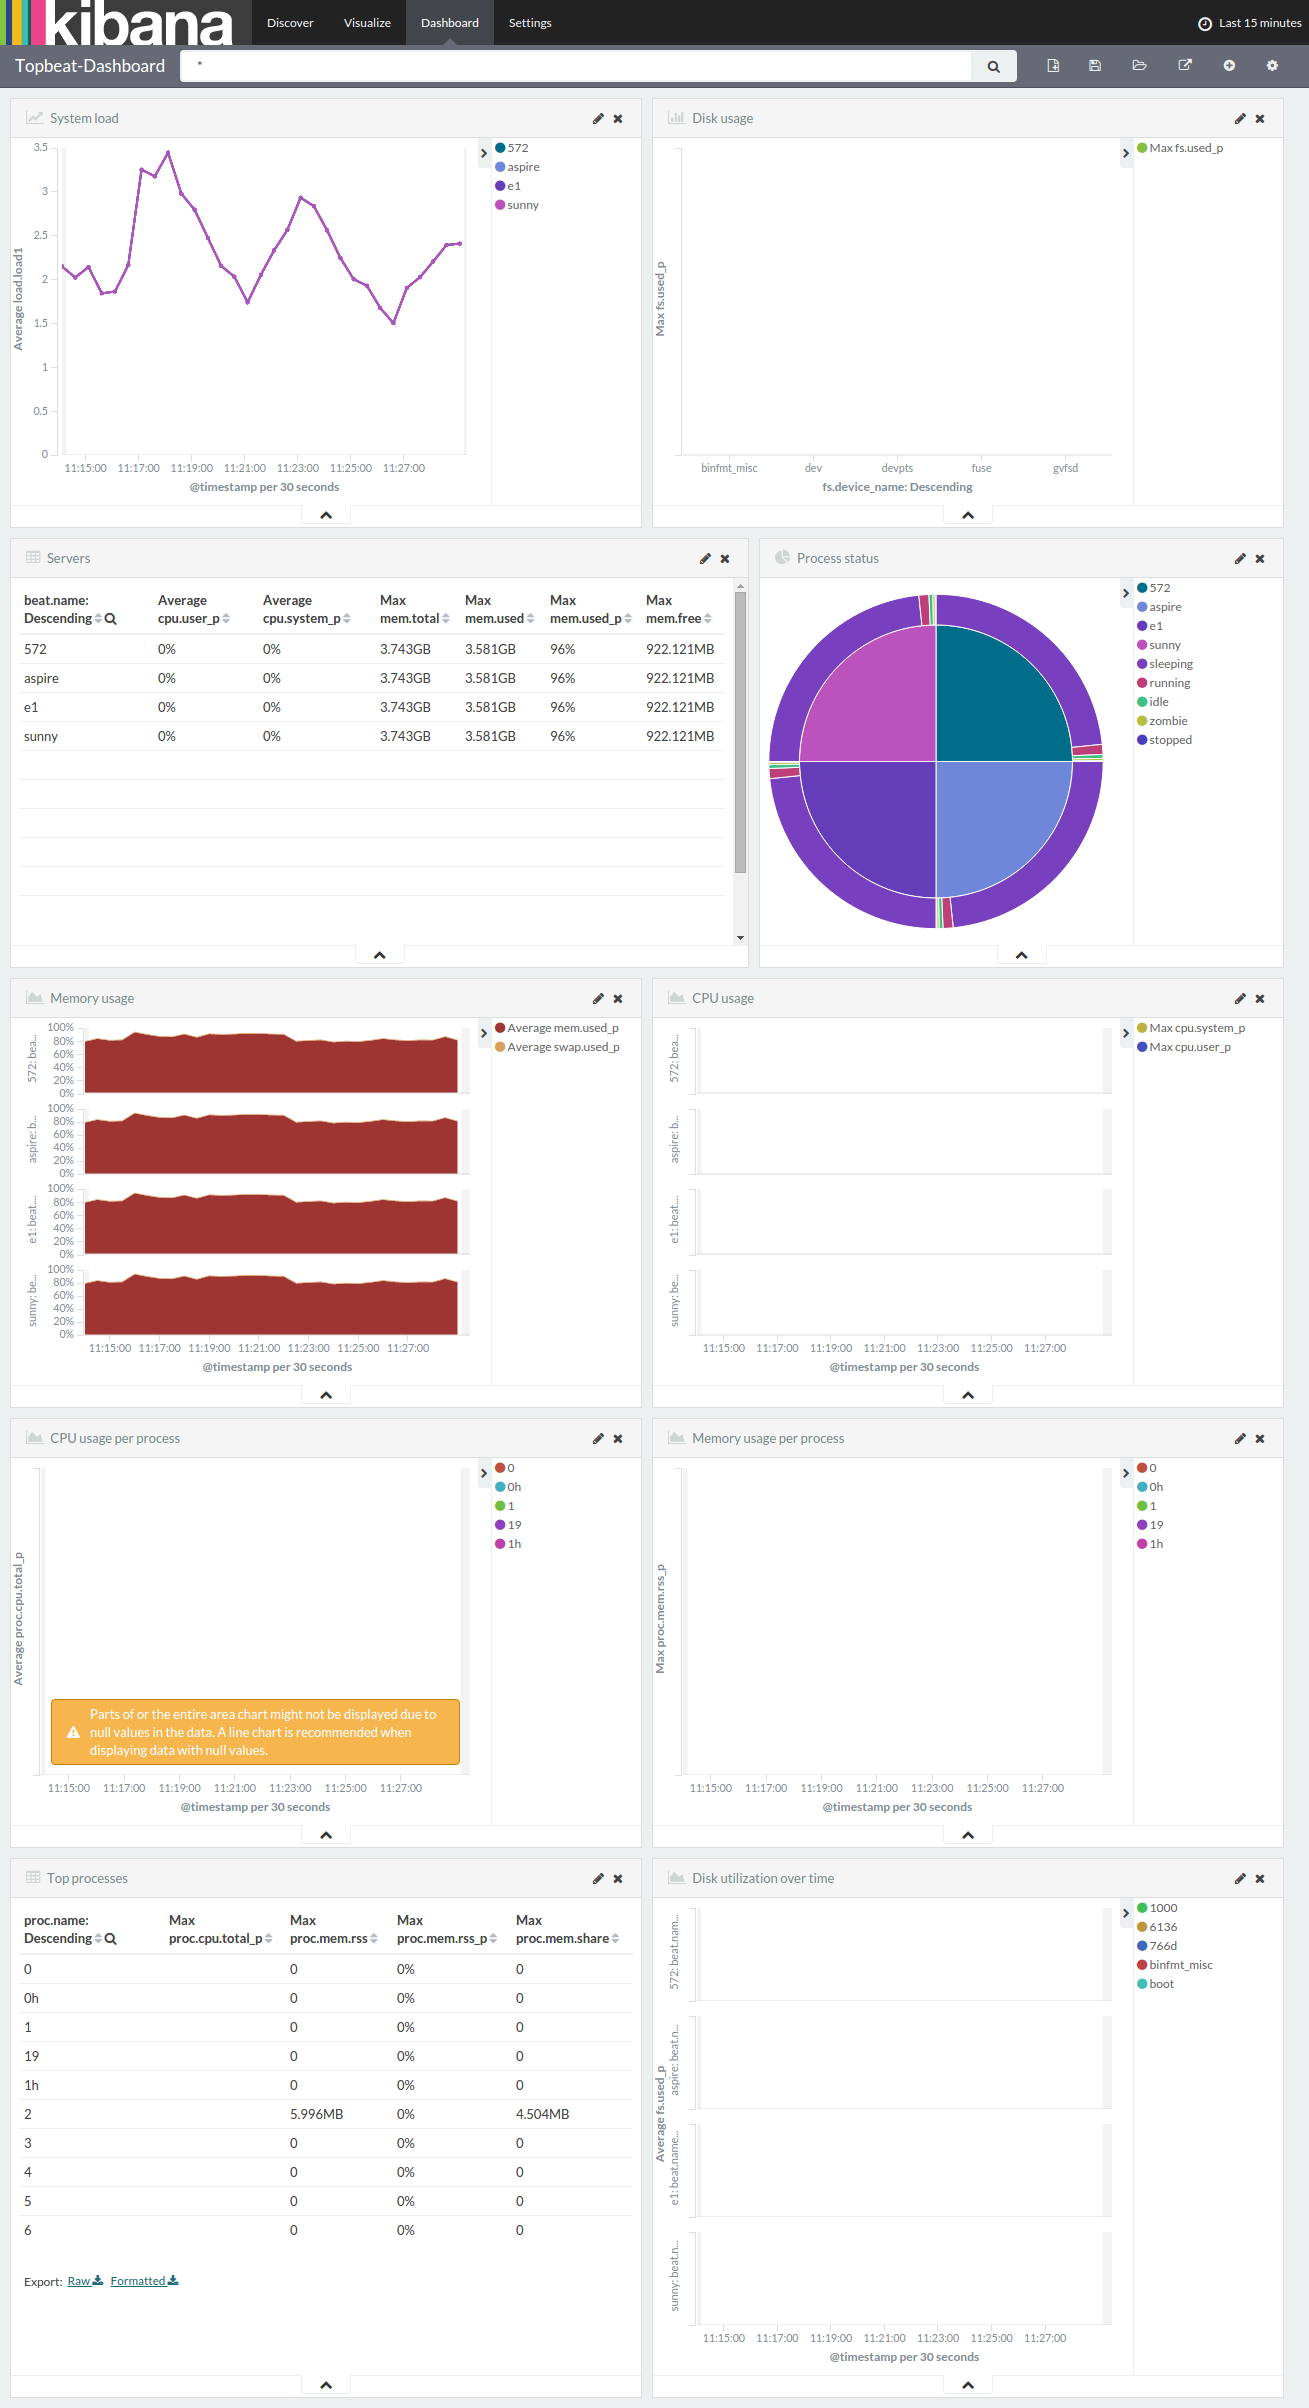 kibana
Discover
Visualize
Dashboard
Settings
Last 15 minutes
Topbeat-Dashboard
*
System load
3.5
3
2.5
2
1.5
1
0.5
0
Average load.load1
11:15:00 11:17:00 11:19:00 11:21:00 11:23:00 11:25:00 11:27:00
@timestamp per 30 seconds
572
aspire
e1
sunny
Disk usage
Max fs.used_p
binfmt_misc dev devpts fuse gvfsd
fs.device_name: Descending
Max fs.used_p
Servers
beat.name: Descending Average cpu.user_p Average cpu.system_p Max mem.total Max mem.used Max mem.used_p Max mem.free
572 0% 0% 3.743GB 3.581GB 96% 922.121MB
aspire 0% 0% 3.743GB 3.581GB 96% 922.121MB
e1 0% 0% 3.743GB 3.581GB 96% 922.121MB
sunny 0% 0% 3.743GB 3.581GB 96% 922.121MB
Process status
572
aspire
e1
sunny
sleeping
running
idle
zombie
stopped
Memory usage
572: bea...
100%
80%
60%
40%
20%
0%
aspire: b...
100%
80%
60%
40%
20%
0%
e1: beat....
100%
80%
60%
40%
20%
0%
sunny: be...
100%
80%
60%
40%
20%
0%
11:15:00 11:17:00 11:19:00 11:21:00 11:23:00 11:25:00 11:27:00
@timestamp per 30 seconds
Average mem.used_p
Average swap.used_p
CPU usage
572: bea...
aspire: b...
e1: beat....
sunny: be...
11:15:00 11:17:00 11:19:00 11:21:00 11:23:00 11:25:00 11:27:00
@timestamp per 30 seconds
Max cpu.system_p
Max cpu.user_p
CPU usage per process
Average proc.cpu.total_p
Parts of or the entire area chart might not be displayed due to
null values in the data. A line chart is recommended when
displaying data with null values.
11:15:00 11:17:00 11:19:00 11:21:00 11:23:00 11:25:00 11:27:00
@timestamp per 30 seconds
0
0h
1
19
1h
Memory usage per process
Max proc.mem.rss_p
11:15:00 11:17:00 11:19:00 11:21:00 11:23:00 11:25:00 11:27:00
@timestamp per 30 seconds
0
0h
1
19
1h
Top processes
proc.name: Descending Max proc.cpu.total_p Max proc.mem.rss Max proc.mem.rss_p Max proc.mem.share
0 0 0% 0
0h 0 0% 0
1 0 0% 0
19 0 0% 0
1h 0 0% 0
2 5.996MB 0% 4.504MB
3 0 0% 0
4 0 0% 0
5 0 0% 0
6 0 0% 0
Export: Raw Formatted
Disk utilization over time
Average fs.used_p
572: beat.nam...
aspire: beat.n...
e1: beat.name...
sunny: beat.n...
11:15:00 11:17:00 11:19:00 11:21:00 11:23:00 11:25:00 11:27:00
@timestamp per 30 seconds
1000
6136
766d
binfmt_misc
boot